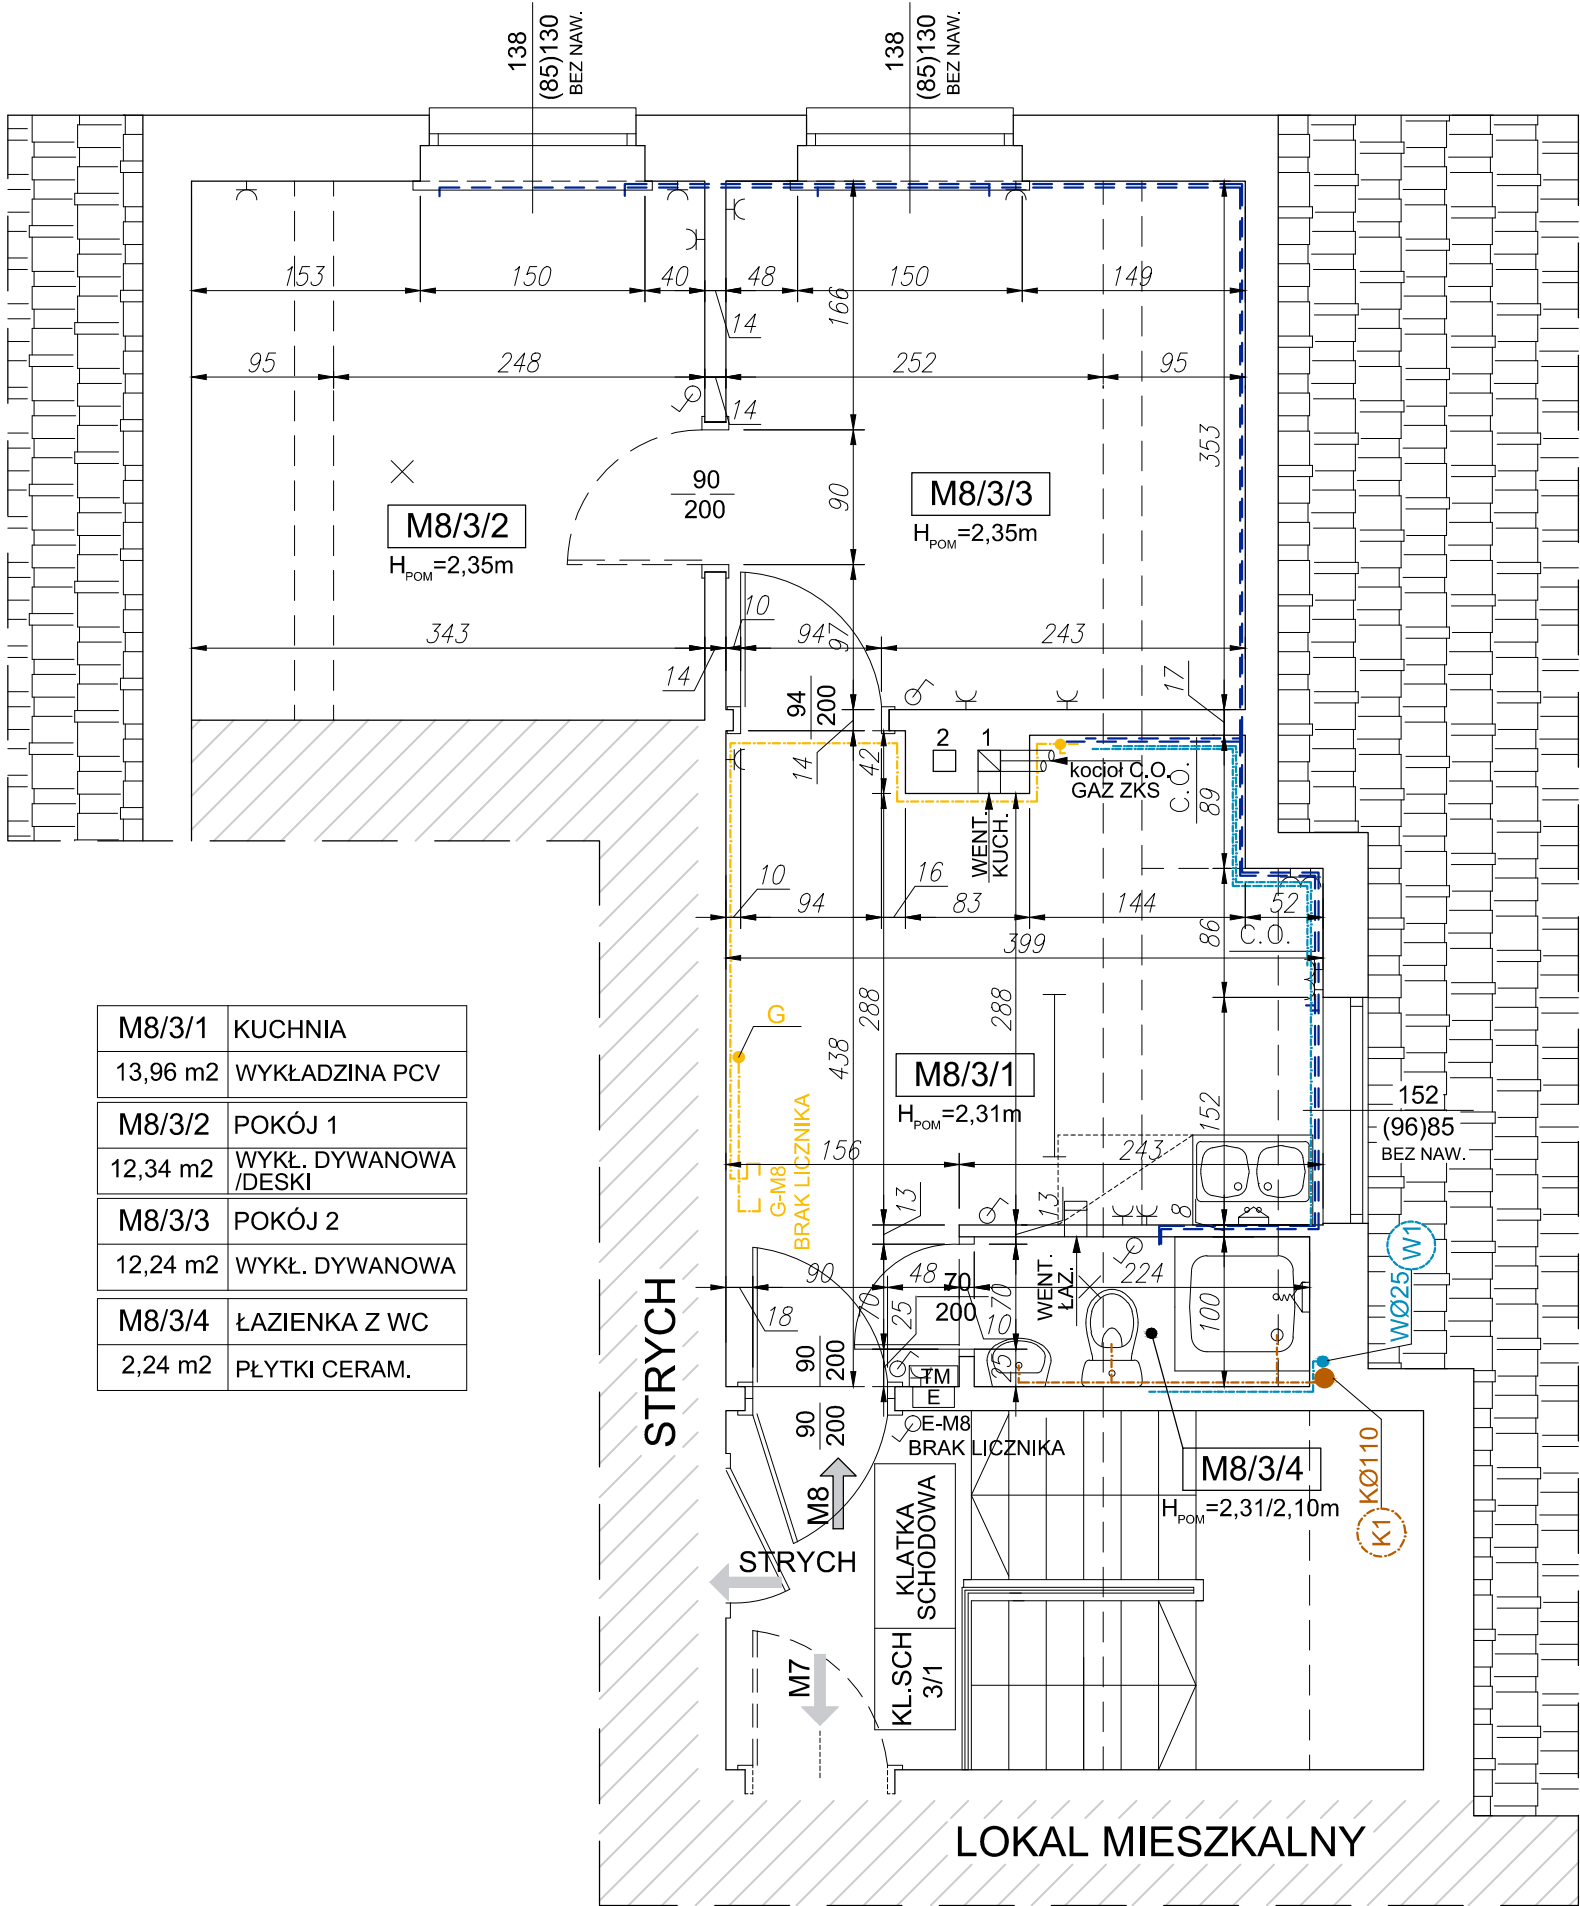 138
(85)130
BEZ NAW.
138
(85)130
BEZ NAW.
153
150
40
48
150
149
166
14
95
248
252
95
14
353
90
200
90
M8/3/2
H POM=2,35m
M8/3/3
H POM=2,35m
10
343
94
97
243
14
94
200
17
14
42
2
1
kocioł C.O.
GAZ ZKS
C.O.
89
WENT.
KUCH.
10
94
16
83
144
52
86
C.O.
399
288
288
438
G
M8/3/1
H POM=2,31m
152
152
(96)85
BEZ NAW.
G-M8
BRAK LICZNIKA
156
243
13
13
8
M8/3/1
KUCHNIA
13,96 m2
WYKŁADZINA PCV
M8/3/2
POKÓJ 1
12,34 m2
WYKŁ. DYWANOWA
/DESKI
M8/3/3
POKÓJ 2
12,24 m2
WYKŁ. DYWANOWA
M8/3/4
ŁAZIENKA Z WC
2,24 m2
PŁYTKI CERAM.
STRYCH
90
48
70
200
WENT.
ŁAZ.
224
100
18
70
25
10
70
25
90
200
TM
E
WØ25
W1
90
200
E-M8
BRAK LICZNIKA
M8/3/4
H POM=2,31/2,10m
KØ110
K1
M8
STRYCH
KLATKA
SCHODOWA
KL.SCH
3/1
M7
LOKAL MIESZKALNY